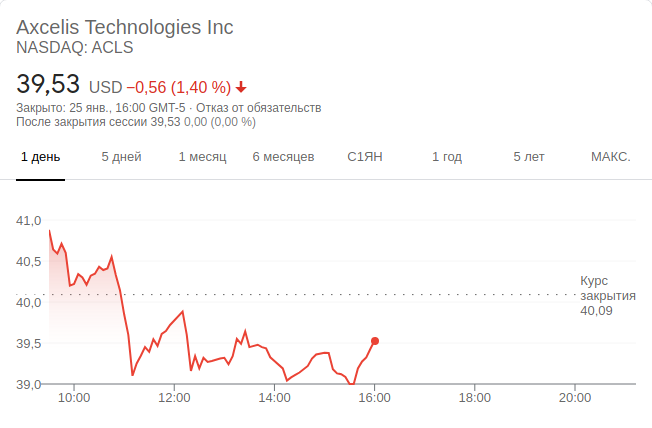 Axcelis Technologies Inc
NASDAQ: ACLS
39,53 USD −0,56 (1,40 %)
Закрыто: 25 янв., 16:00 GMT-5 · Отказ от обязательств
После закрытия сессии 39,53 0,00 (0,00 %)
1 день 5 дней 1 месяц 6 месяцев С1ЯН 1 год 5 лет МАКС.
41,0
40,5
Курс
закрытия
40,09
40,0
39,5
39,0
10:00 12:00 14:00 16:00 18:00 20:00